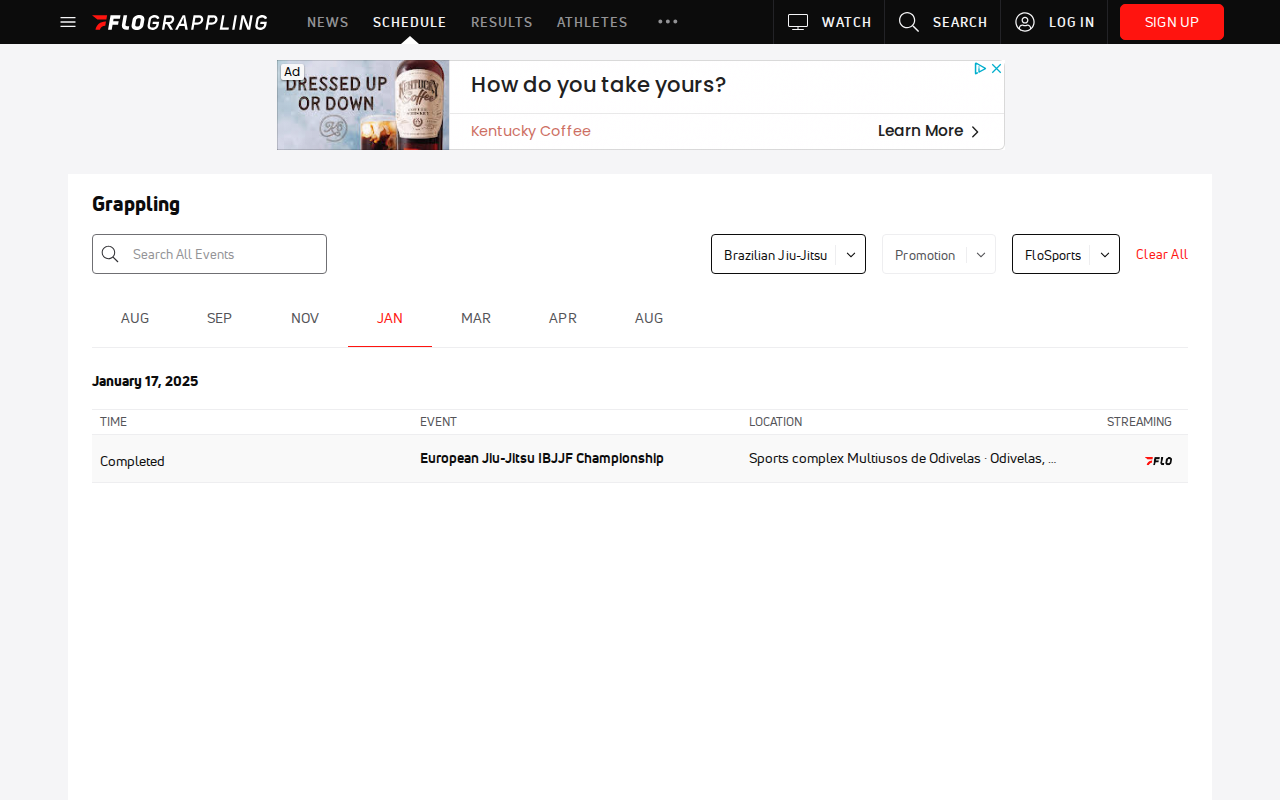 FLOGRAPPLING NEWS SCHEDULE RESULTS ATHLETES ••• WATCH SEARCH LOG IN SIGN UP
Ad
DRESSED UP
OR DOWN
KENTUCKY
Coffee
How do you take yours?
Kentucky Coffee
Learn More
Grappling
Search All Events
Brazilian Jiu-Jitsu
Promotion
FloSports
Clear All
AUG SEP NOV JAN MAR APR AUG
January 17, 2025
TIME EVENT LOCATION STREAMING
Completed European Jiu-Jitsu IBJJF Championship Sports complex Multiusos de Odivelas · Odivelas, ... FLO